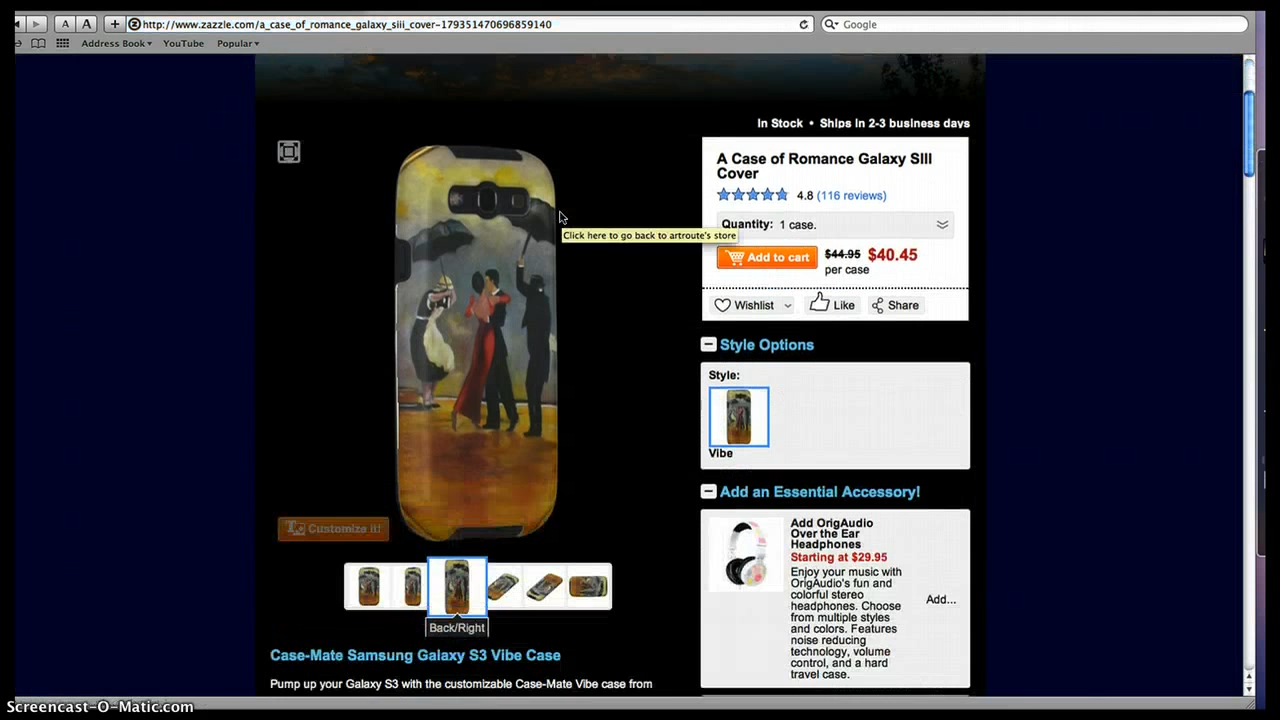 A A + http://www.zazzle.com/a_case_of_romance_galaxy_siii_cover-179351470696859140 Google
Address Book YouTube Popular
In Stock • Ships in 2-3 business days
A Case of Romance Galaxy SIII
Cover
4.8 (116 reviews)
Quantity: 1 case.
Click here to go back to artroute's store
Add to cart $44.95 $40.45
per case
Wishlist Like Share
Style Options
Style:
Vibe
Add an Essential Accessory!
Add OrigAudio
Over the Ear
Headphones
Starting at $29.95
Enjoy your music with
OrigAudio's fun and
colorful stereo
headphones. Choose
from multiple styles
and colors. Features
noise reducing
technology, volume
control, and a hard
travel case.
Add...
Customize it!
Back/Right
Case-Mate Samsung Galaxy S3 Vibe Case
Pump up your Galaxy S3 with the customizable Case-Mate Vibe case from
Screencast-O-Matic.com